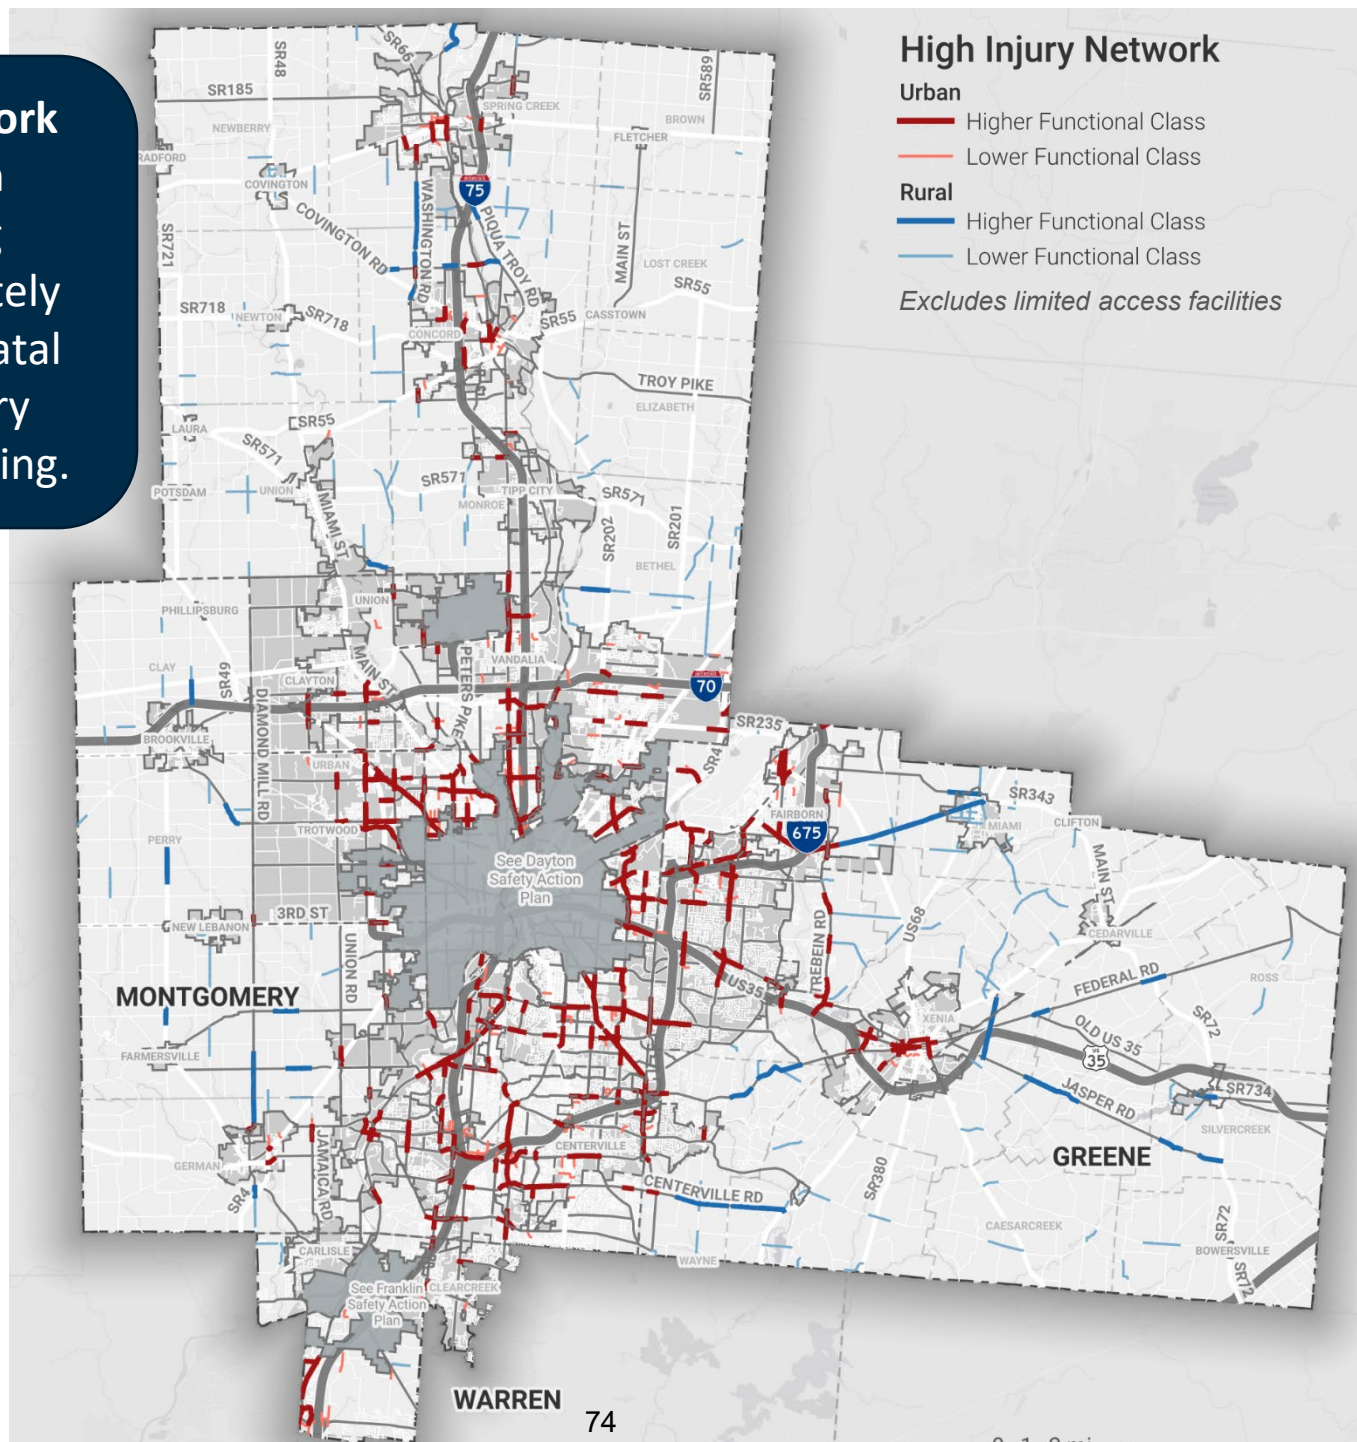 ork
n
g
tely
atal
ry
ing.
High Injury Network
Urban
Higher Functional Class
Lower Functional Class
Rural
Higher Functional Class
Lower Functional Class
Excludes limited access facilities
SR66
SR48
SR185
SR589
SPRING CREEK
BROWN
NEWBERRY
FLETCHER
RADFORD
COVINGTON
INTERSTATE
75
WASHINGTON RD
PIQUA TROY RD
COVINGTON RD
SR721
MAIN ST
LOST CREEK
SR55
SR718
NEWTON
SR718
CONCORD
SR55
CASSTOWN
TROY PIKE
ELIZABETH
LAURA
SR55
SR571
SR571
POTSDAM
UNION
TIPP CITY
MONROE
SR571
MIAMI ST
SR202
SR201
BETHEL
PHILLIPSBURG
UNION
CLAY
SR49
MAIN ST
PETERS PIKE
VANDALIA
CLAYTON
INTERSTATE
70
DIAMOND MILL RD
BROOKVILLE
SR235
SR4
URBAN
SR343
TROTWOOD
FAIRBORN
675
MIAMI
CLIFTON
PERRY
See Dayton
Safety Action
Plan
MAIN ST
3RD ST
NEW LEBANON
US68
CEDARVILLE
UNION RD
TREBEIN RD
FEDERAL RD
ROSS
MONTGOMERY
US35
XENIA
SR72
OLD US 35
FARMERSVILLE
US
35
JASPER RD
SR734
SILVERCREEK
JAMAICA RD
CENTERVILLE
GREENE
GERMAN
SR4
CENTERVILLE RD
SR380
CAESARCREEK
SR72
CARLISLE
WAYNE
BOWERSVILLE
SR72
See Franklin
Safety Action
Plan
CLEARCREEK
WARREN
74